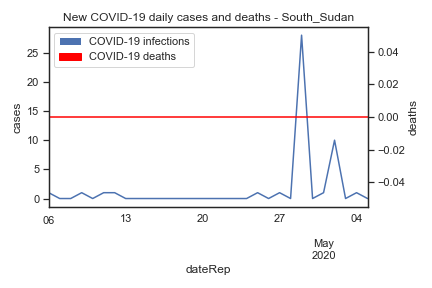 New COVID-19 daily cases and deaths - South_Sudan
COVID-19 infections
COVID-19 deaths
cases
25
20
15
10
5
0
deaths
0.04
0.02
0.00
−0.02
−0.04
06
13
20
27
04
May
2020
dateRep